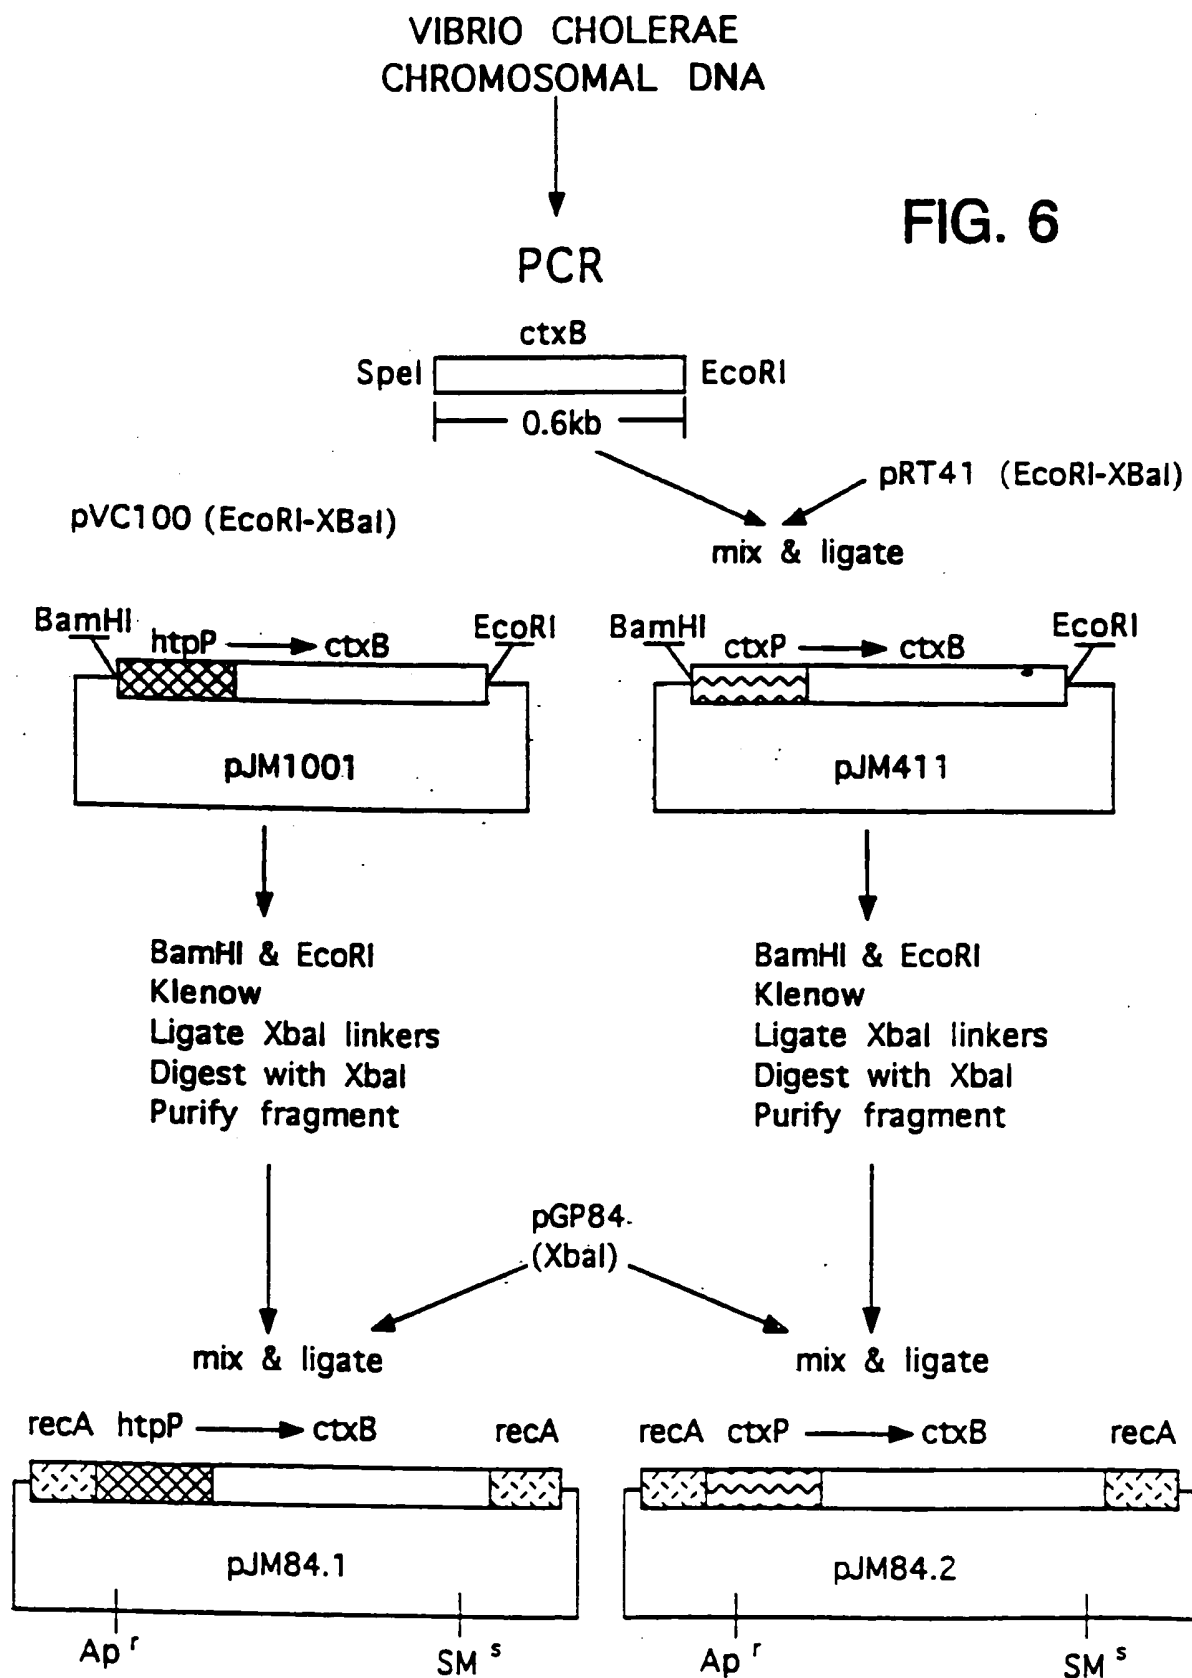 VIBRIO CHOLERAE
CHROMOSOMAL DNA
FIG. 6
PCR
ctxB
SpeI
EcoRI
0.6kb
pRT41 (EcoRI-XBaI)
pVC100 (EcoRI-XBaI)
mix & ligate
BamHI
htpP
ctxB
EcoRI
BamHI
ctxP
ctxB
EcoRI
pJM1001
pJM411
BamHI & EcoRI
Klenow
Ligate XbaI linkers
Digest with XbaI
Purify fragment
BamHI & EcoRI
Klenow
Ligate XbaI linkers
Digest with XbaI
Purify fragment
pGP84
(XbaI)
mix & ligate
mix & ligate
recA htpP ctxB recA
recA ctxP ctxB recA
pJM84.1
pJM84.2
Ap r
SM s
Ap r
SM s